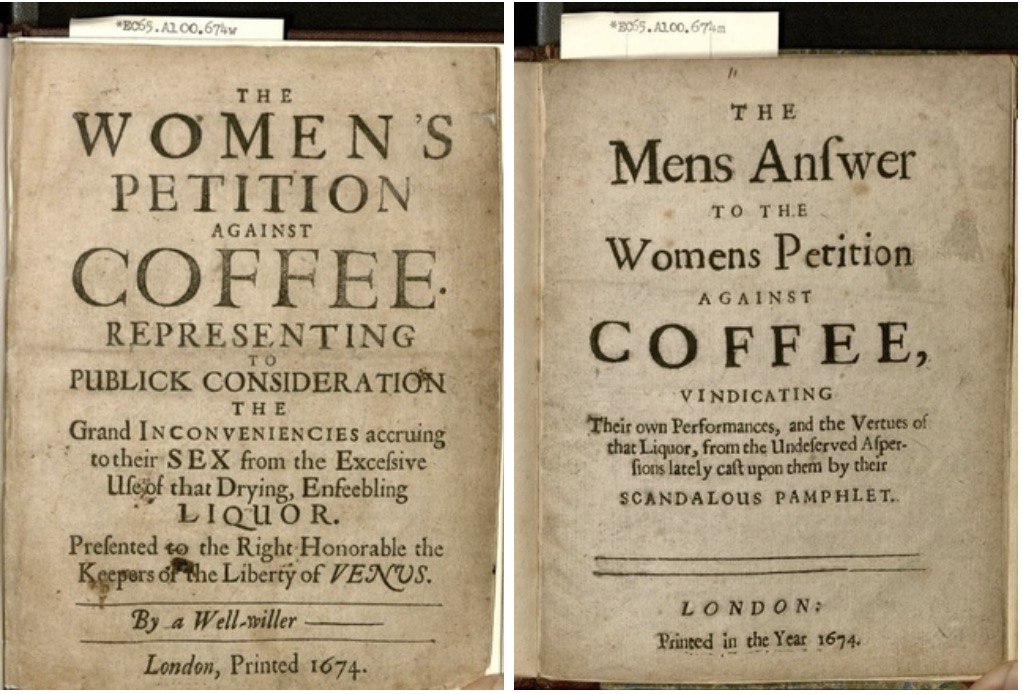 *EC65.A100.674w
THE
WOMEN'S
PETITION
AGAINST
COFFEE.
REPRESENTING
TO
PUBLICK CONSIDERATION
THE
Grand INCONVENIENCIES accruing
to their SEX from the Exceſſive
Uſe of that Drying, Enfeebling
LIQUOR.
Preſented to the Right Honorable the
Keepers of the Liberty of VENUS.
By a Well-willer
London, Printed 1674.
*EC65.A100.674m
THE
Mens Anſwer
TO THE
Womens Petition
AGAINST
COFFEE,
VINDICATING
Their own Performances, and the Vertues of
that Liquor, from the Undeſerved Aſper-
ſions lately caſt upon them by their
SCANDALOUS PAMPHLET.
LONDON:
Printed in the Year 1674.